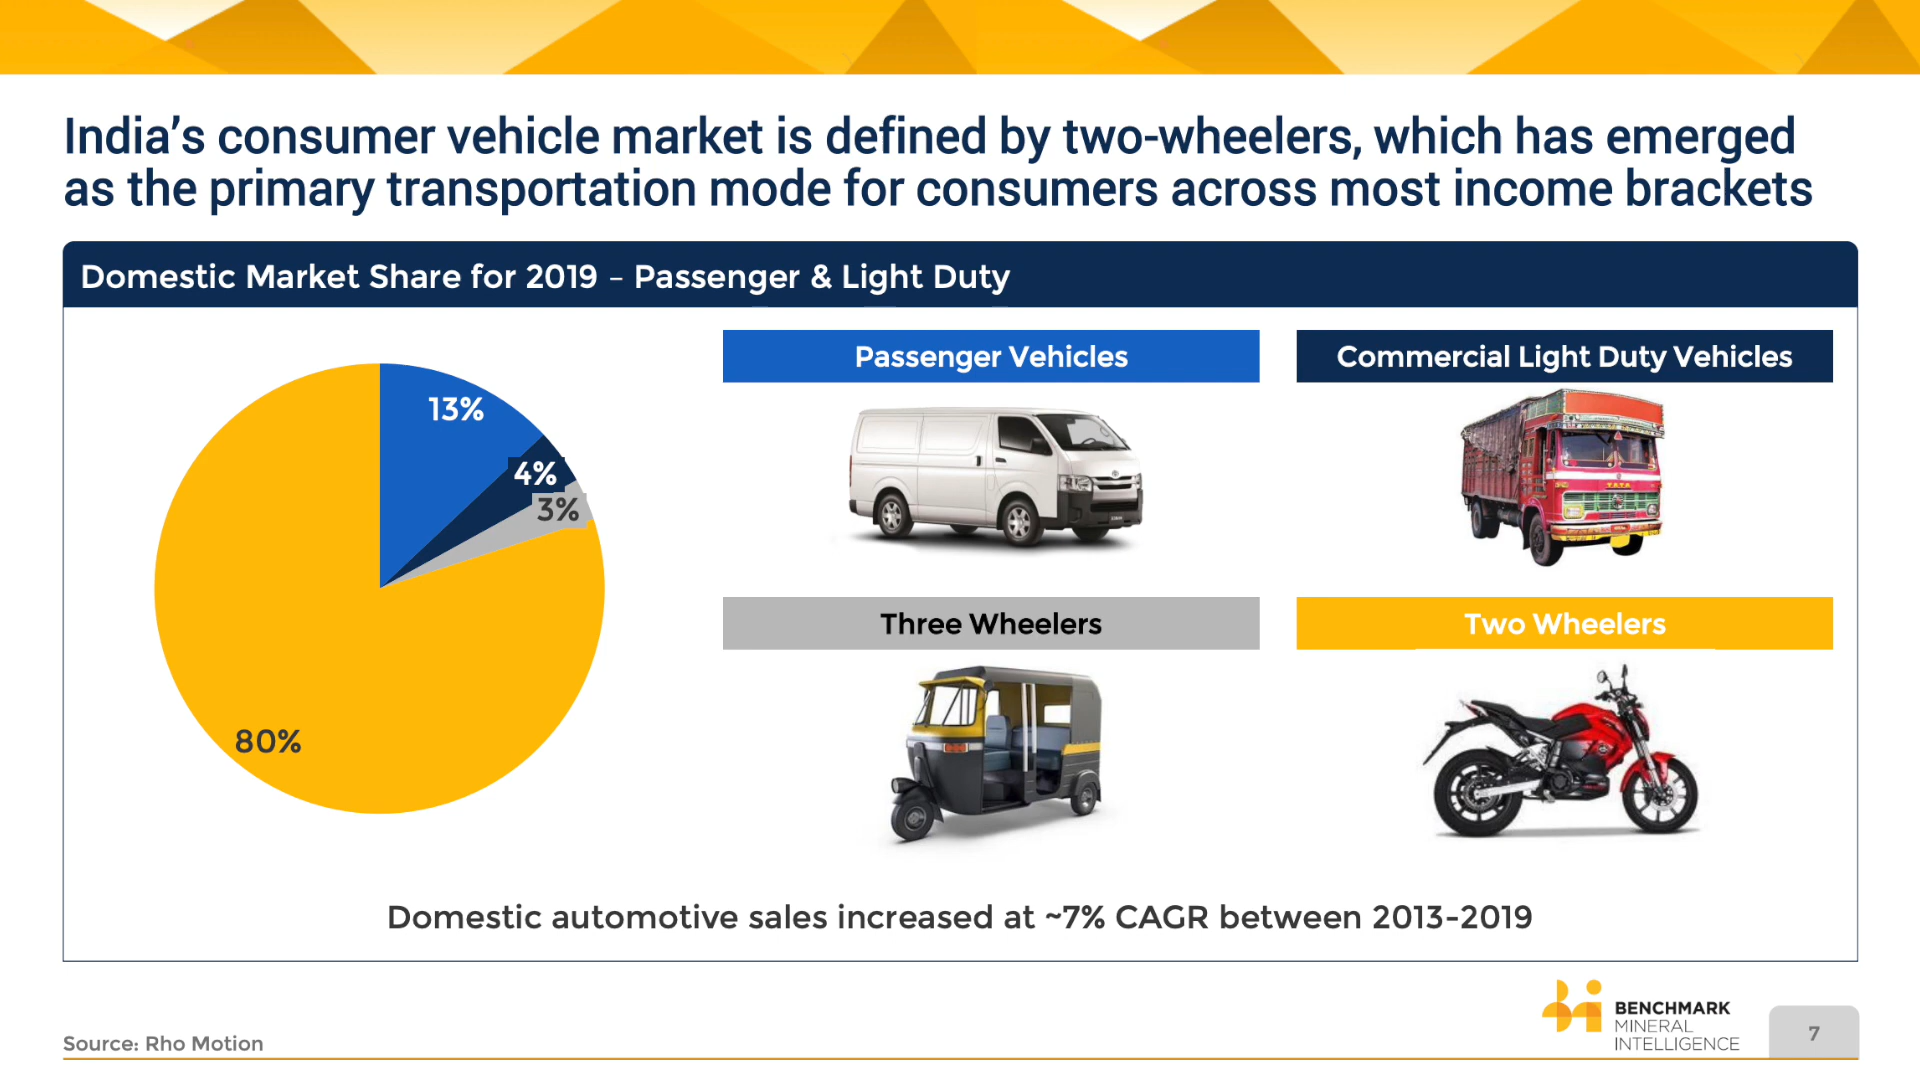 India’s consumer vehicle market is defined by two-wheelers, which has emerged
as the primary transportation mode for consumers across most income brackets
Domestic Market Share for 2019 – Passenger & Light Duty
13%
4%
3%
80%
Passenger Vehicles
Commercial Light Duty Vehicles
TATA
Three Wheelers
Two Wheelers
Domestic automotive sales increased at ~7% CAGR between 2013-2019
Source: Rho Motion
BENCHMARK
MINERAL
INTELLIGENCE
7